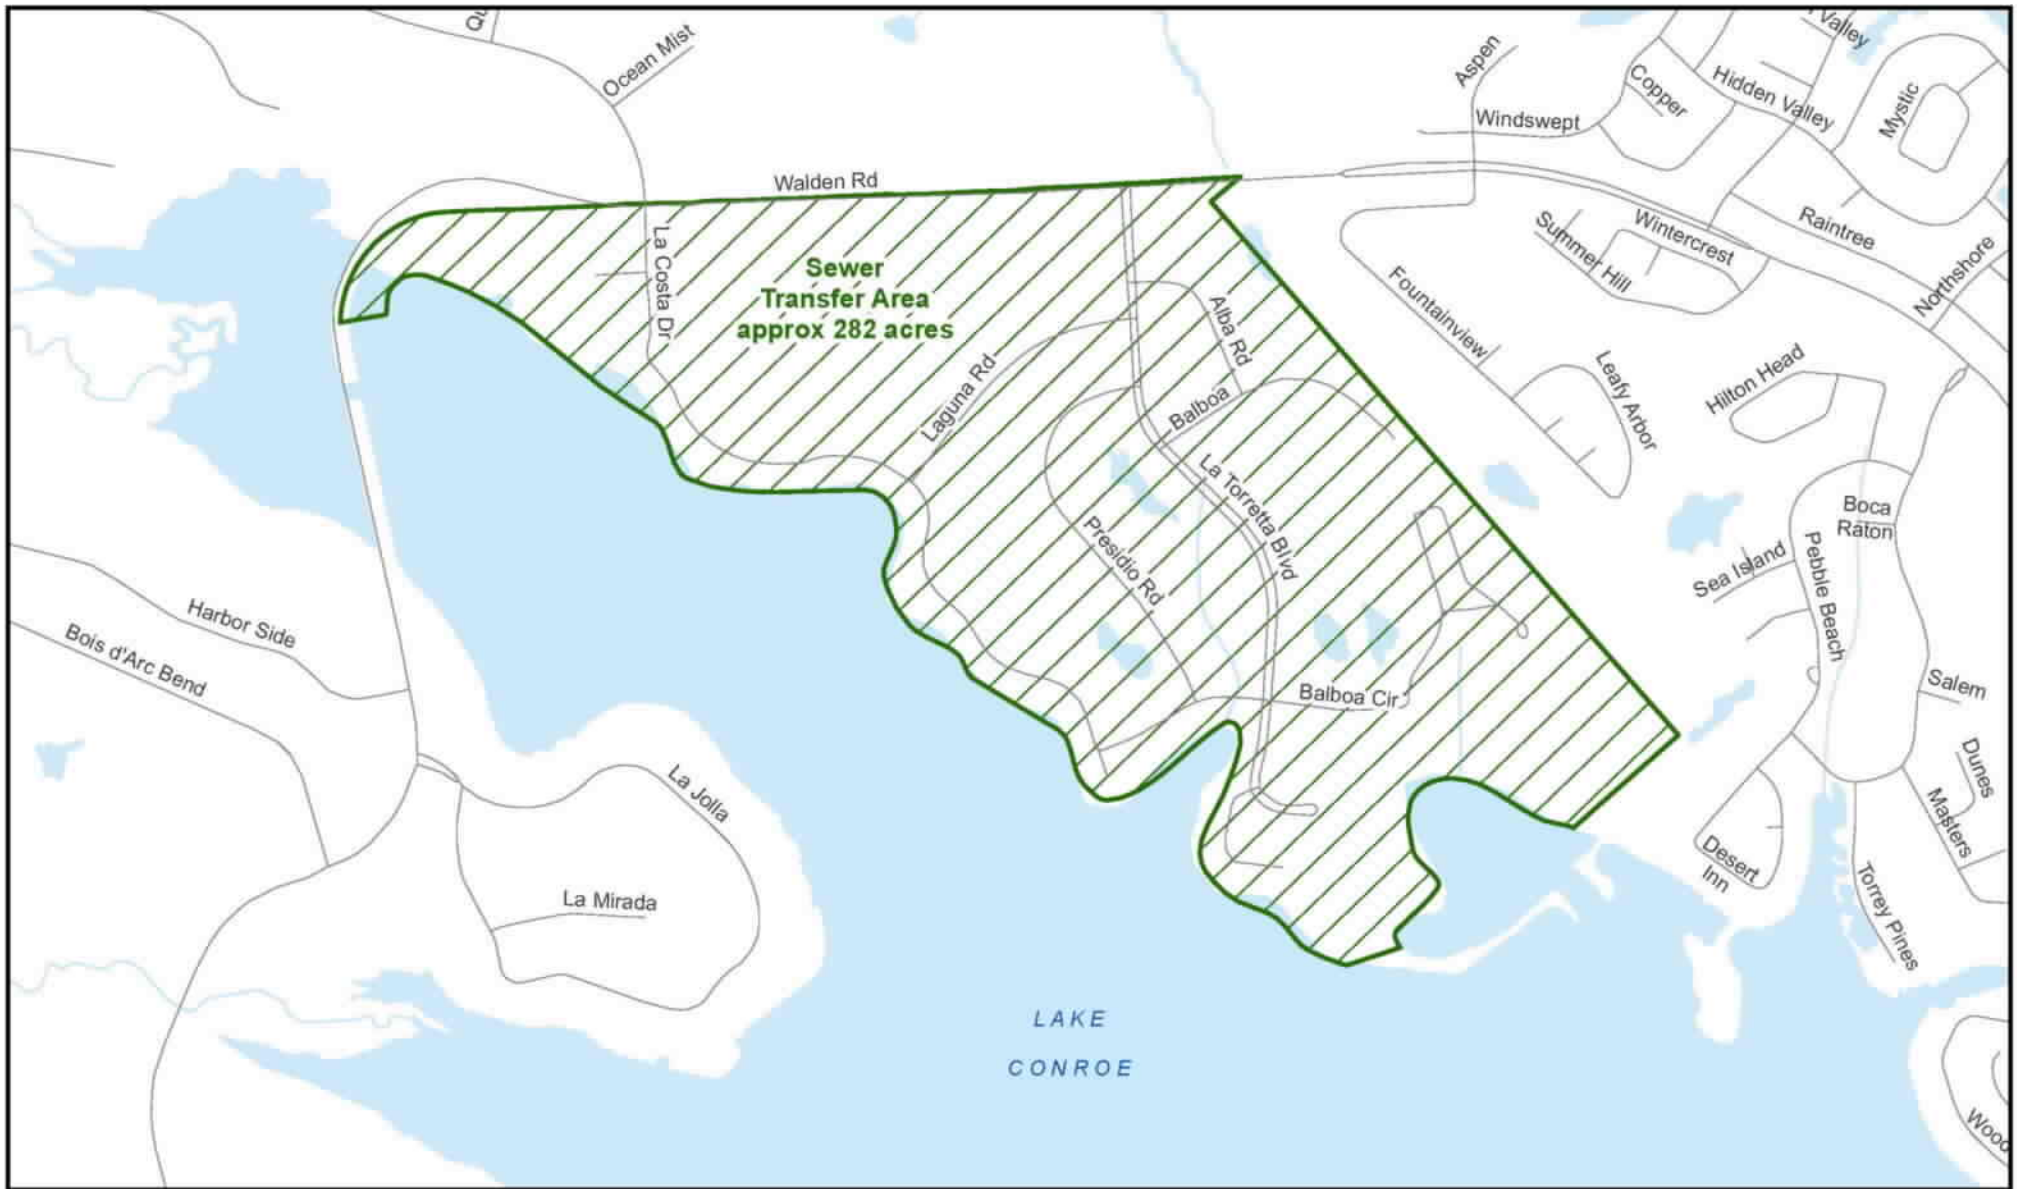 Qu
Ocean Mist
Aspen
Valley
Copper
Hidden Valley
Mystic
Windswept
Walden Rd
Summer Hill
Wintercrest
Raintree
Northshore
La Costa Dr
Sewer
Transfer Area
approx 282 acres
Alba Rd
Fountainview
Laguna Rd
Balboa
Leafy Arbor
Hilton Head
La Torretta Blvd
Boca
Raton
Presidio Rd
Sea Island
Pebble Beach
Harbor Side
Bois d'Arc Bend
Balboa Cir
Salem
Dunes
La Jolla
Masters
Desert
Inn
La Mirada
Torrey Pines
LAKE
CONROE
Wood